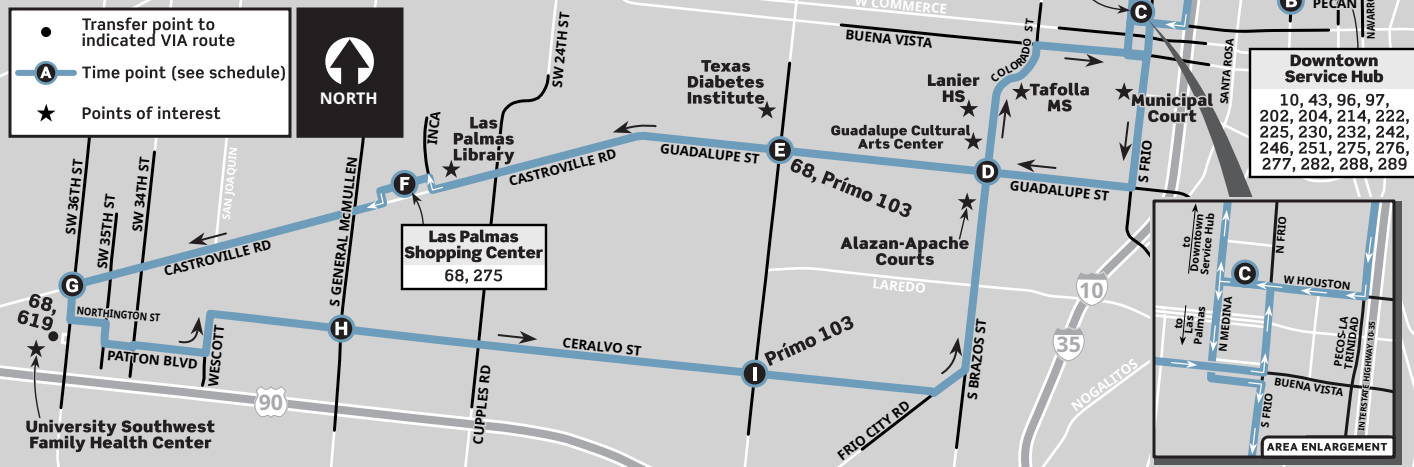 Transfer point to
indicated VIA route
A
Time point (see schedule)
Points of interest
NORTH
W COMMERCE
BUENA VISTA
COLORADO ST
SW 24TH ST
C
B
PECAN
NAVARRO
SANTA ROSA
Downtown
Service Hub
10, 43, 96, 97,
202, 204, 214, 222,
225, 230, 232, 242,
246, 251, 275, 276,
277, 282, 288, 289
Texas
Diabetes
Institute
Lanier
HS
Tafolla
MS
Municipal
Court
Guadalupe Cultural
Arts Center
INCA
Las
Palmas
Library
CASTROVILLE RD
GUADALUPE ST
E
68, Prímo 103
D
GUADALUPE ST
S FRIO
SW 36TH ST
SW 35TH ST
SW 34TH ST
SAN JOAQUIN
S GENERAL McMULLEN
F
Las Palmas
Shopping Center
68, 275
Alazan-Apache
Courts
LAREDO
10
35
CASTROVILLE RD
G
68,
619
NORTHINGTON ST
PATTON BLVD
WESCOTT
H
CERALVO ST
Prímo 103
I
S BRAZOS ST
CUPPLES RD
FRIO CITY RD
NOGALITOS
90
University Southwest
Family Health Center
to
Downtown
Service Hub
N FRIO
C
W HOUSTON
to
Las
Palmas
N MEDINA
PECOS-LA
TRINIDAD
INTERSTATE HIGHWAY 10-35
BUENA VISTA
S FRIO
AREA ENLARGEMENT